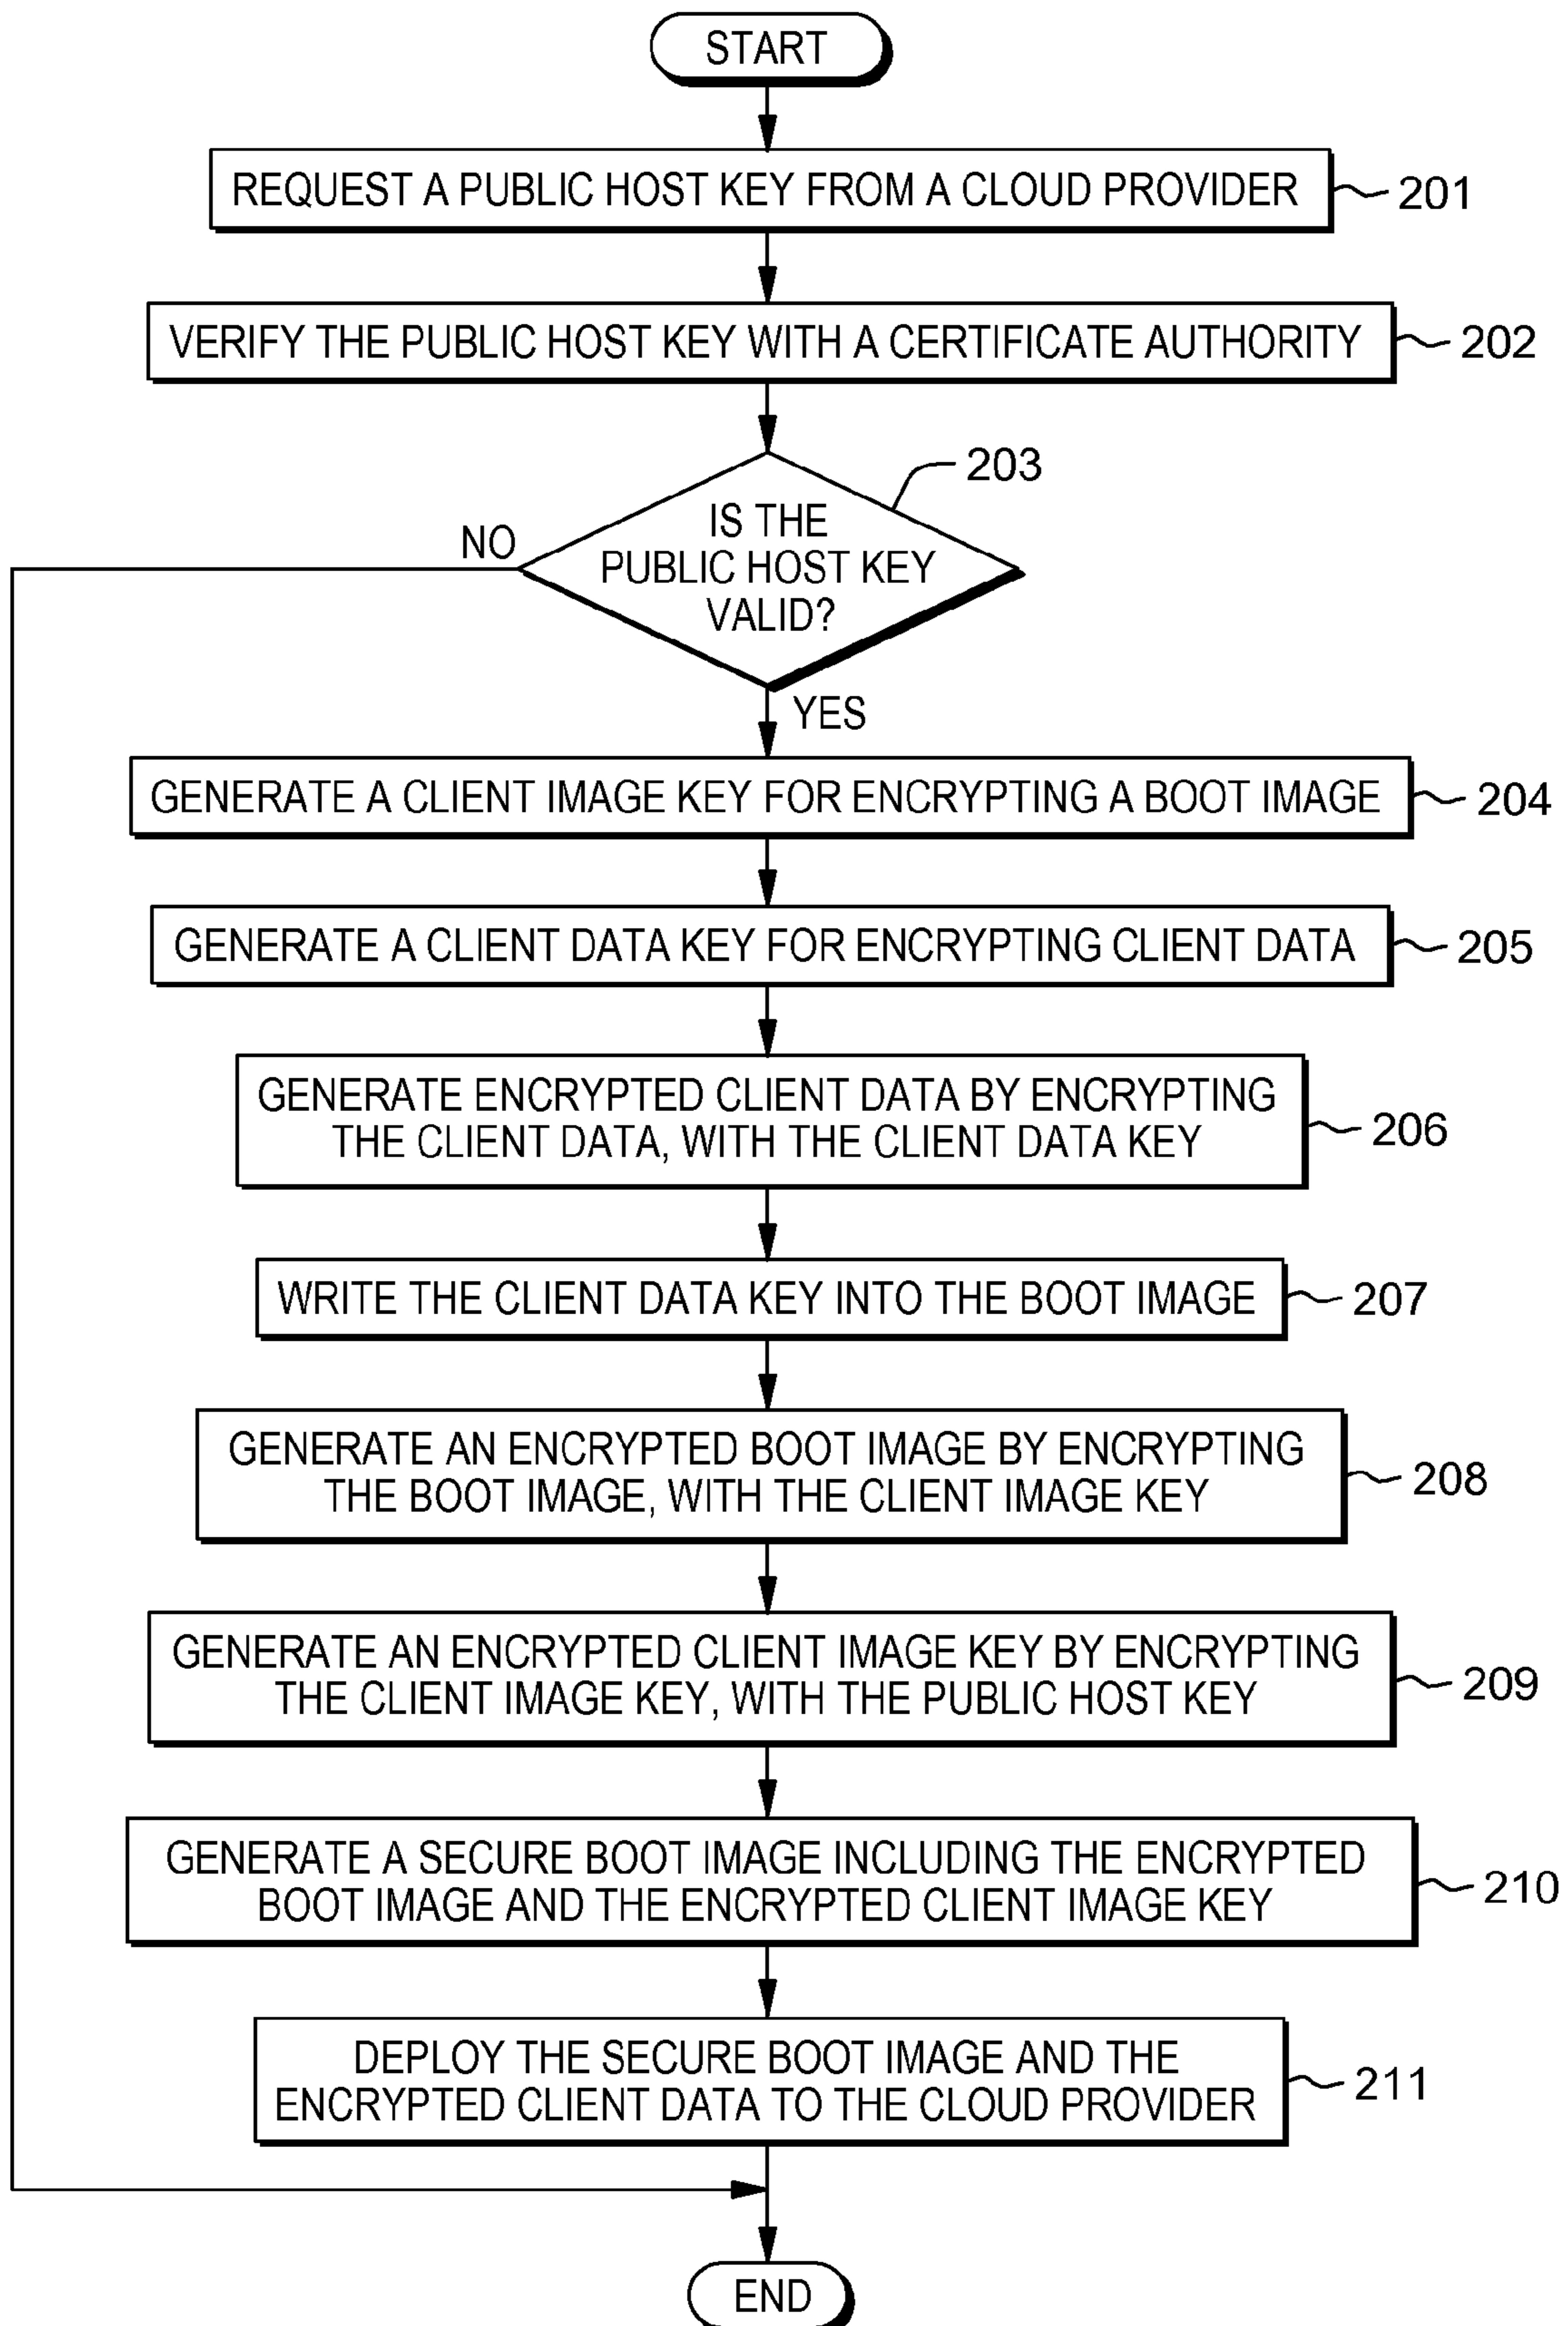 START
REQUEST A PUBLIC HOST KEY FROM A CLOUD PROVIDER
201
VERIFY THE PUBLIC HOST KEY WITH A CERTIFICATE AUTHORITY
202
203
IS THE
PUBLIC HOST KEY
VALID?
NO
YES
GENERATE A CLIENT IMAGE KEY FOR ENCRYPTING A BOOT IMAGE
204
GENERATE A CLIENT DATA KEY FOR ENCRYPTING CLIENT DATA
205
GENERATE ENCRYPTED CLIENT DATA BY ENCRYPTING
THE CLIENT DATA, WITH THE CLIENT DATA KEY
206
WRITE THE CLIENT DATA KEY INTO THE BOOT IMAGE
207
GENERATE AN ENCRYPTED BOOT IMAGE BY ENCRYPTING
THE BOOT IMAGE, WITH THE CLIENT IMAGE KEY
208
GENERATE AN ENCRYPTED CLIENT IMAGE KEY BY ENCRYPTING
THE CLIENT IMAGE KEY, WITH THE PUBLIC HOST KEY
209
GENERATE A SECURE BOOT IMAGE INCLUDING THE ENCRYPTED
BOOT IMAGE AND THE ENCRYPTED CLIENT IMAGE KEY
210
DEPLOY THE SECURE BOOT IMAGE AND THE
ENCRYPTED CLIENT DATA TO THE CLOUD PROVIDER
211
END